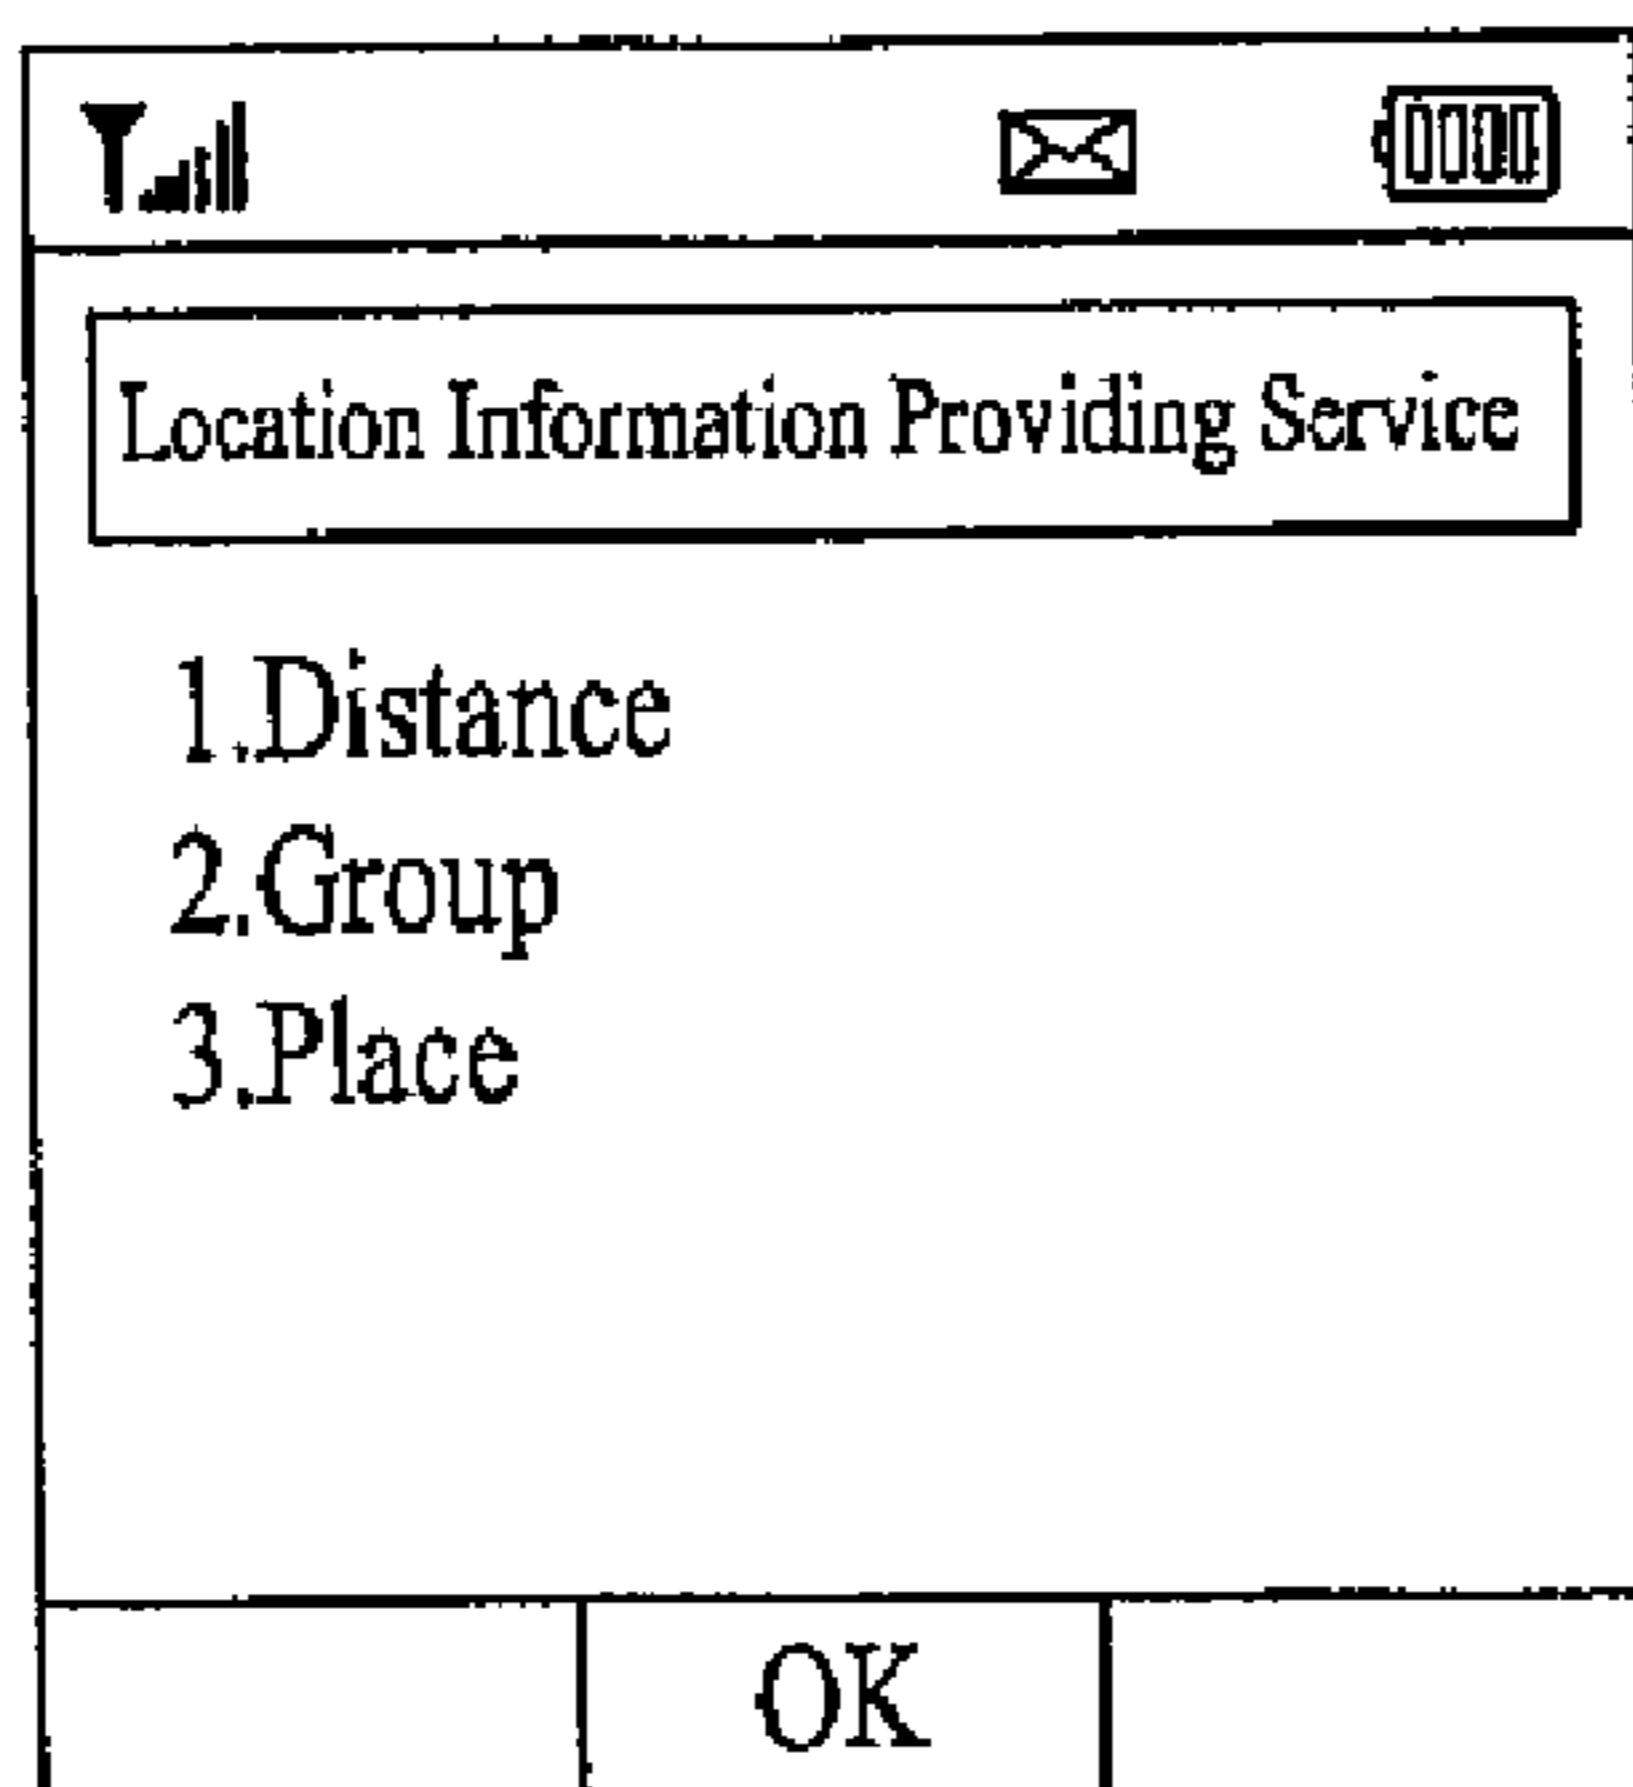 Location Information Providing Service
1.Distance
2.Group
3.Place
OK